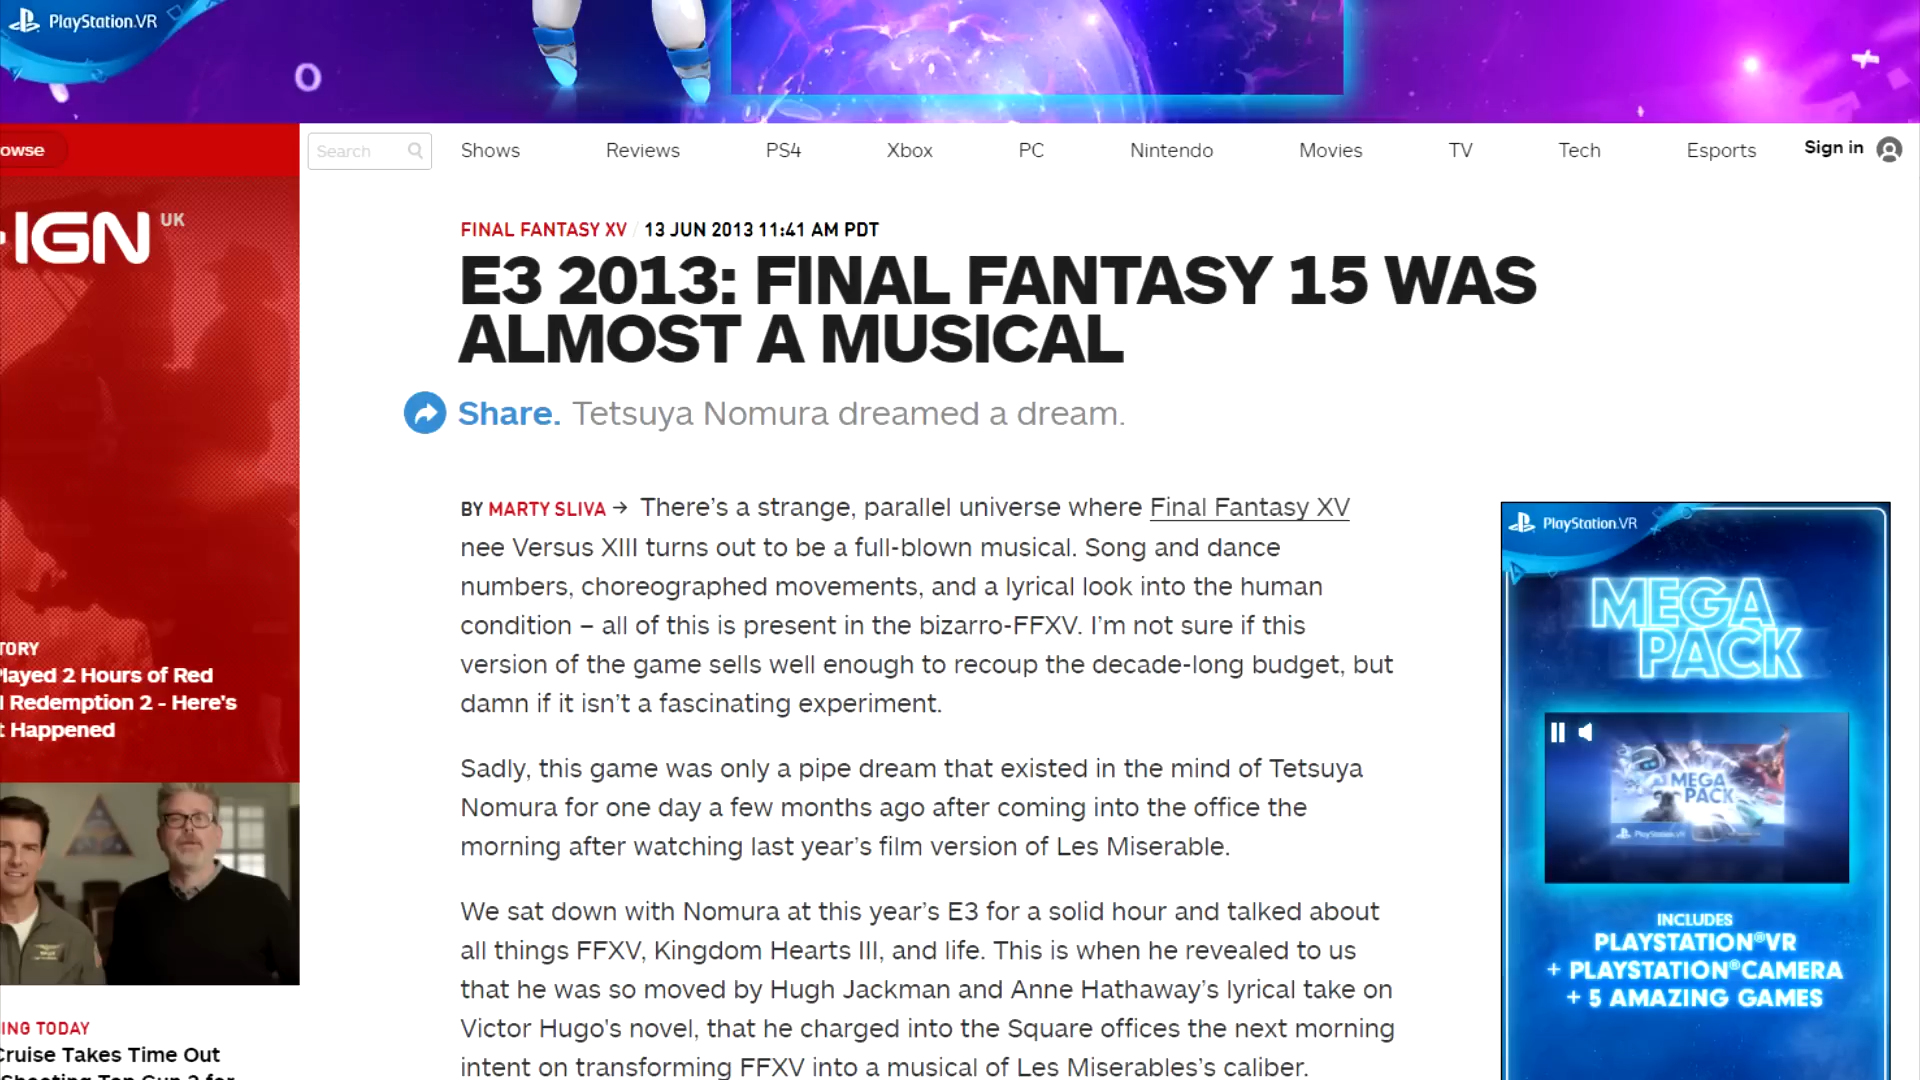 PlayStation.VR
owse
Search
Shows
Reviews
PS4
Xbox
PC
Nintendo
Movies
TV
Tech
Esports
Sign in
IGN UK
FINAL FANTASY XV / 13 JUN 2013 11:41 AM PDT
E3 2013: FINAL FANTASY 15 WAS
ALMOST A MUSICAL
Share. Tetsuya Nomura dreamed a dream.
BY MARTY SLIVA → There’s a strange, parallel universe where Final Fantasy XV
nee Versus XIII turns out to be a full-blown musical. Song and dance
numbers, choreographed movements, and a lyrical look into the human
condition – all of this is present in the bizarro-FFXV. I’m not sure if this
version of the game sells well enough to recoup the decade-long budget, but
damn if it isn’t a fascinating experiment.
Sadly, this game was only a pipe dream that existed in the mind of Tetsuya
Nomura for one day a few months ago after coming into the office the
morning after watching last year’s film version of Les Miserable.
We sat down with Nomura at this year’s E3 for a solid hour and talked about
all things FFXV, Kingdom Hearts III, and life. This is when he revealed to us
that he was so moved by Hugh Jackman and Anne Hathaway’s lyrical take on
Victor Hugo's novel, that he charged into the Square offices the next morning
intent on transforming FFXV into a musical of Les Miserables’s caliber.
TORY
Played 2 Hours of Red
l Redemption 2 - Here's
t Happened
ING TODAY
Cruise Takes Time Out
Shooting Top Gun 2 for
PlayStation.VR
MEGA
PACK
MEGA
PACK
PlayStation.VR
INCLUDES
PLAYSTATION®VR
+ PLAYSTATION®CAMERA
+ 5 AMAZING GAMES